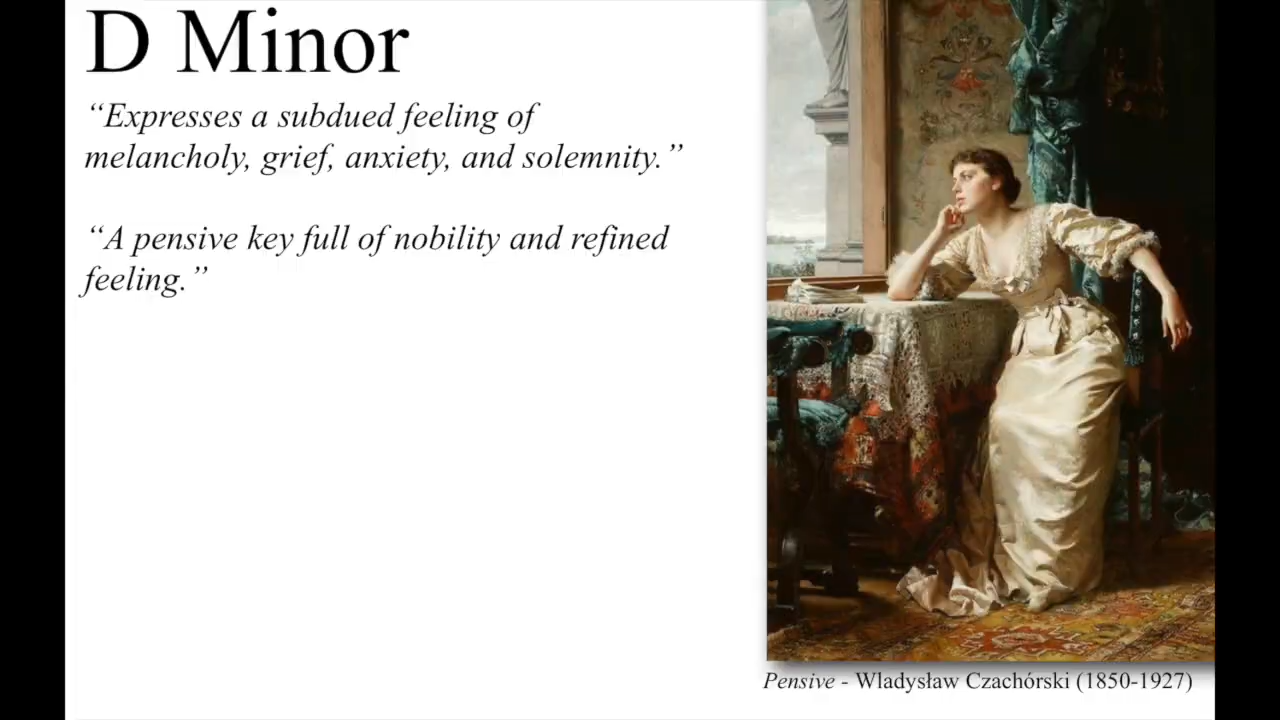 D Minor
“Expresses a subdued feeling of
melancholy, grief, anxiety, and solemnity.”
“A pensive key full of nobility and refined
feeling.”
Pensive - Wladysław Czachórski (1850-1927)